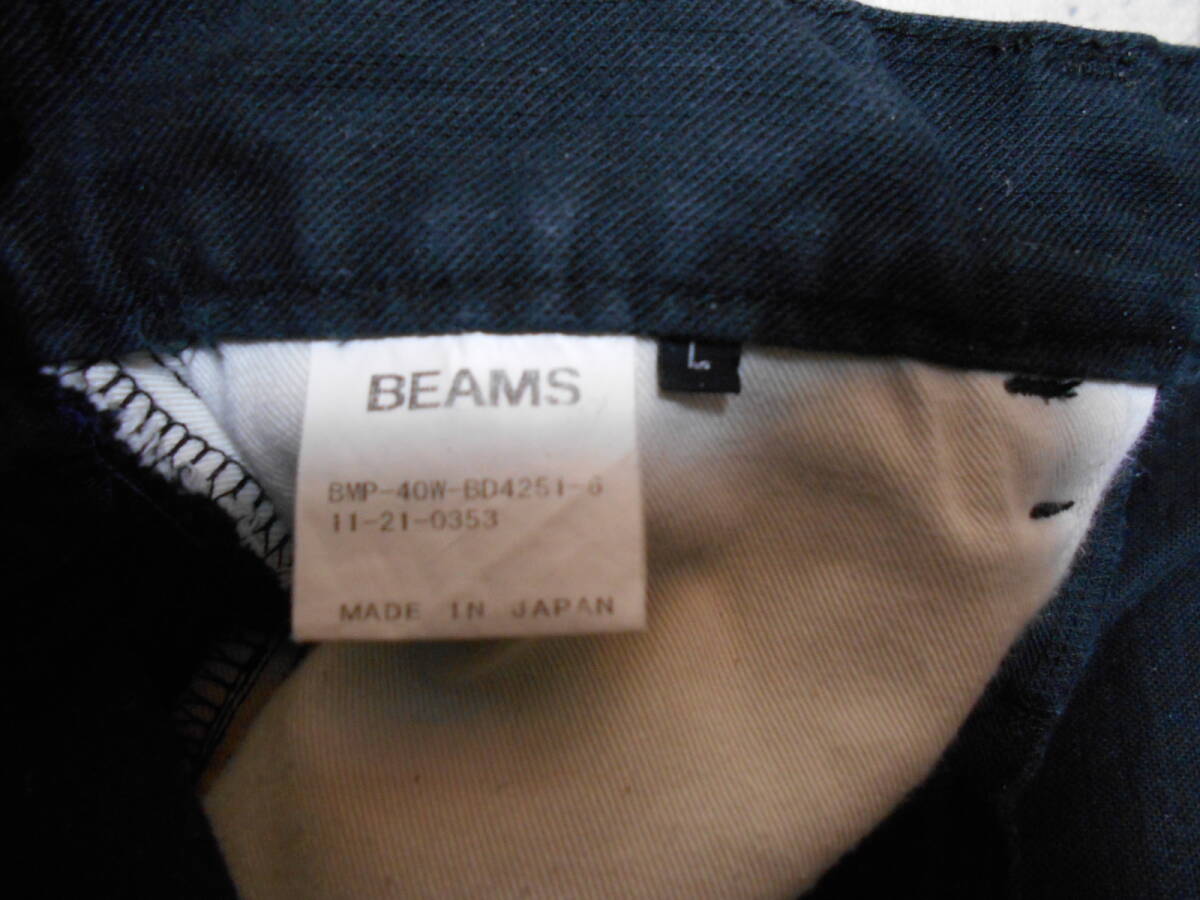 BEAMS
L
BMP-40W-BD4251-6
11-21-0353
MADE IN JAPAN